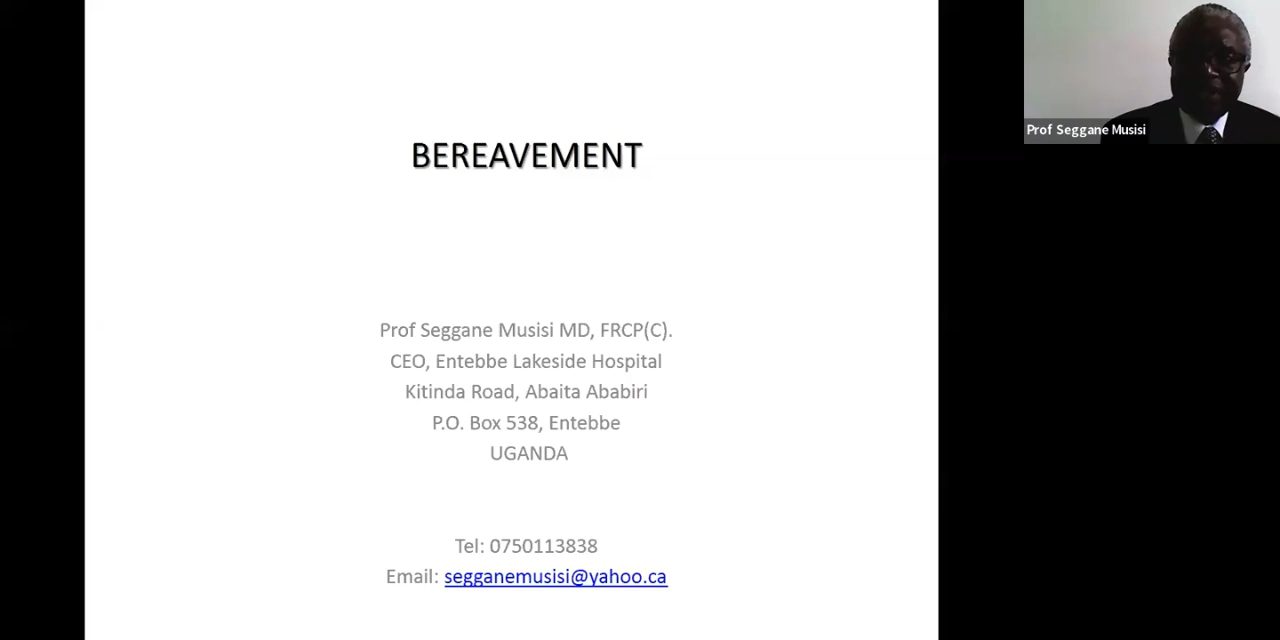 BEREAVEMENT
Prof Seggane Musisi MD, FRCP(C).
CEO, Entebbe Lakeside Hospital
Kitinda Road, Abaita Ababiri
P.O. Box 538, Entebbe
UGANDA
Tel: 0750113838
Email: segganemusisi@yahoo.ca
Prof Seggane Musisi